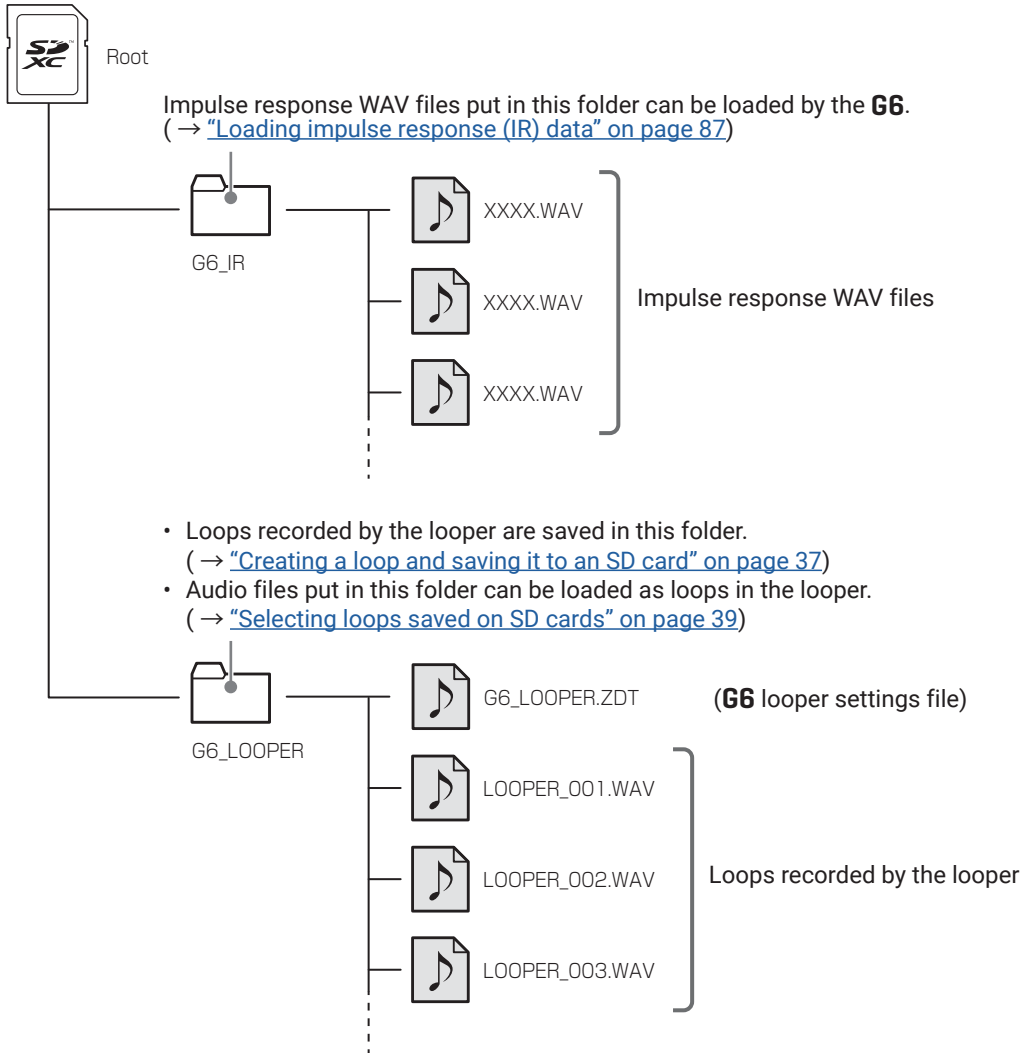 SD XC™
Root
Impulse response WAV files put in this folder can be loaded by the G6.
( → "Loading impulse response (IR) data" on page 87)
XXXX.WAV
G6_IR
XXXX.WAV
Impulse response WAV files
XXXX.WAV
• Loops recorded by the looper are saved in this folder.
( → "Creating a loop and saving it to an SD card" on page 37)
• Audio files put in this folder can be loaded as loops in the looper.
( → "Selecting loops saved on SD cards" on page 39)
G6_LOOPER.ZDT (G6 looper settings file)
G6_LOOPER
LOOPER_001.WAV
LOOPER_002.WAV
Loops recorded by the looper
LOOPER_003.WAV